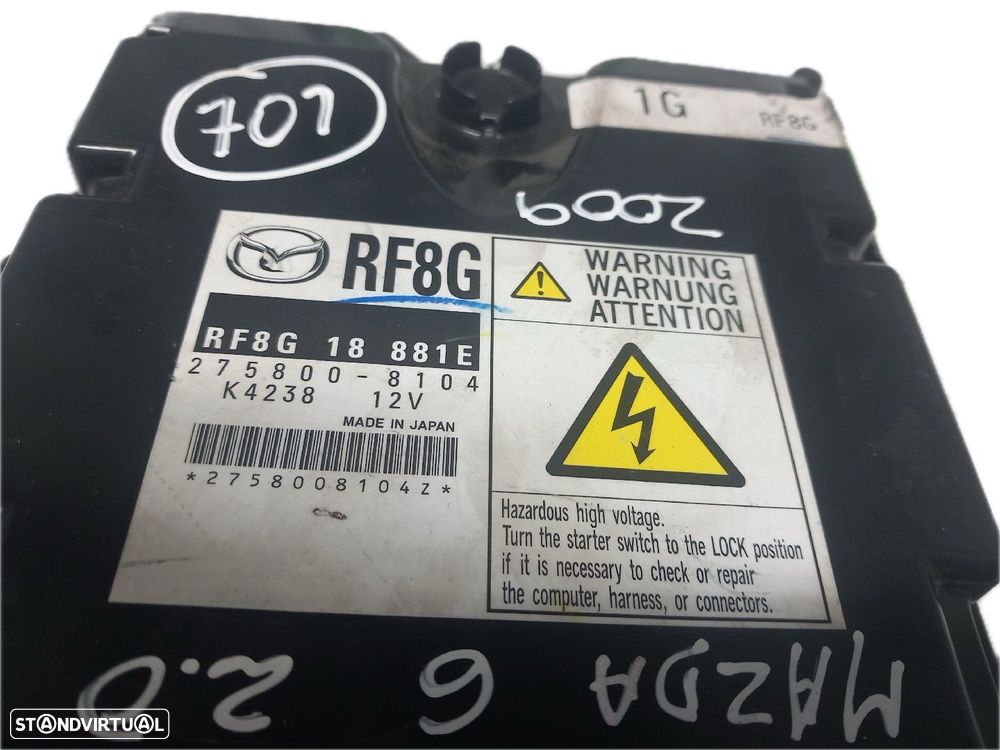 701
1G
RF8G
2009
RF8G
RF8G 18 881E
275800-8104
K4238 12V
MADE IN JAPAN
*2758008104Z*
WARNING
WARNUNG
ATTENTION
Hazardous high voltage.
Turn the starter switch to the LOCK position
if it is necessary to check or repair
the computer, harness, or connectors.
MAZDA 6 2.0
STANDVIRTUAL